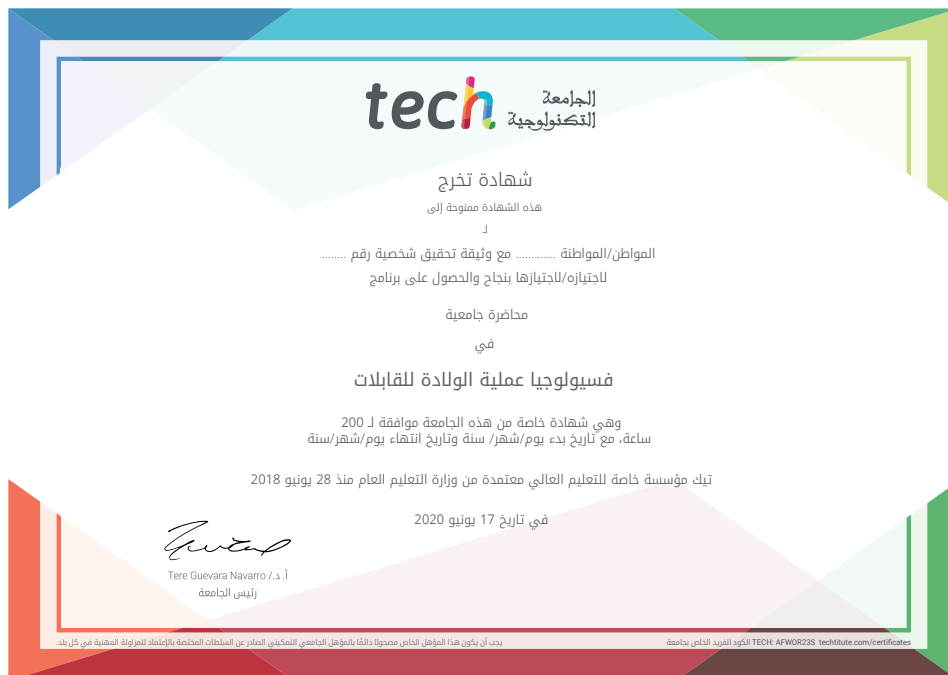 tech الجامعة
التكنولوجية
شهادة تخرج
هذه الشهادة ممنوحة إلى
لـ
المواطن/المواطنة ............ مع وثيقة تحقيق شخصية رقم ........
لاجتيازه/لاجتيازها بنجاح والحصول على برنامج
محاضرة جامعية
في
فسيولوجيا عملية الولادة للقابلات
وهي شهادة خاصة من هذه الجامعة موافقة لـ 200
ساعة، مع تاريخ بدء يوم/شهر/ سنة وتاريخ انتهاء يوم/شهر/سنة
تيك مؤسسة خاصة للتعليم العالي معتمدة من وزارة التعليم العام منذ 28 يونيو 2018
في تاريخ 17 يونيو 2020
أ.د./ Tere Guevara Navarro
رئيس الجامعة
يجب أن يكون هذا المؤهل الخاص مصحوبًا دائمًا بالمؤهل الجامعي التمكيني الصادر عن السلطات المختصة بالإعتماد للمزاولة المهنية في كل بلد.
الكود الفريد الخاص بجامعة TECH: AFWOR23S techtitute.com/certificates